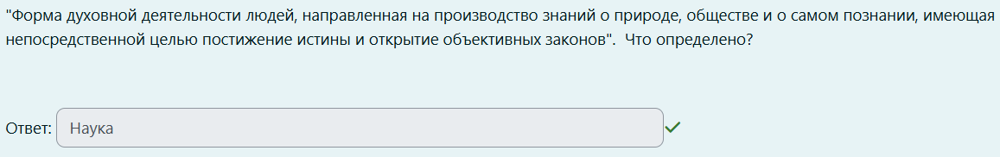 "Форма духовной деятельности людей, направленная на производство знаний о природе, обществе и о самом познании, имеющая
непосредственной целью постижение истины и открытие объективных законов".  Что определено?
Ответ: Наука